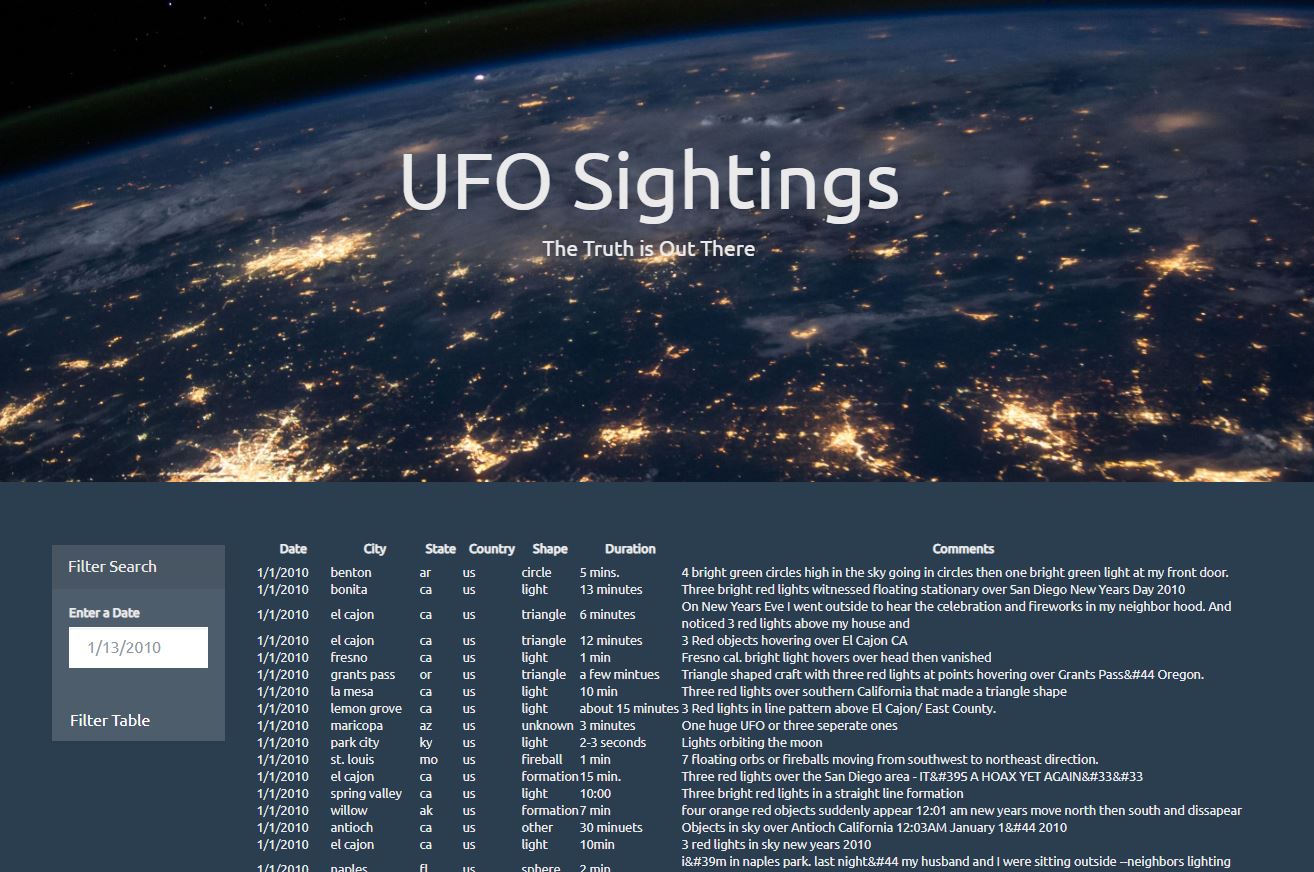 UFO Sightings
The Truth is Out There
Filter Search
Enter a Date
1/13/2010
Filter Table
Date City State Country Shape Duration Comments
1/1/2010 benton ar us circle 5 mins. 4 bright green circles high in the sky going in circles then one bright green light at my front door.
1/1/2010 bonita ca us light 13 minutes Three bright red lights witnessed floating stationary over San Diego New Years Day 2010
1/1/2010 el cajon ca us triangle 6 minutes On New Years Eve I went outside to hear the celebration and fireworks in my neighbor hood. And
noticed 3 red lights above my house and
1/1/2010 el cajon ca us triangle 12 minutes 3 Red objects hovering over El Cajon CA
1/1/2010 fresno ca us light 1 min Fresno cal. bright light hovers over head then vanished
1/1/2010 grants pass or us triangle a few mintues Triangle shaped craft with three red lights at points hovering over Grants Pass&#44 Oregon.
1/1/2010 la mesa ca us light 10 min Three red lights over southern California that made a triangle shape
1/1/2010 lemon grove ca us light about 15 minutes 3 Red lights in line pattern above El Cajon/ East County.
1/1/2010 maricopa az us unknown 3 minutes One huge UFO or three seperate ones
1/1/2010 park city ky us light 2-3 seconds Lights orbiting the moon
1/1/2010 st. louis mo us fireball 1 min 7 floating orbs or fireballs moving from southwest to northeast direction.
1/1/2010 el cajon ca us formation 15 min. Three red lights over the San Diego area - IT&#39S A HOAX YET AGAIN&#33&#33
1/1/2010 spring valley ca us light 10:00 Three bright red lights in a straight line formation
1/1/2010 willow ak us formation 7 min four orange red objects suddenly appear 12:01 am new years move north then south and dissapear
1/1/2010 antioch ca us other 30 minuets Objects in sky over Antioch California 12:03AM January 1&#44 2010
1/1/2010 el cajon ca us light 10min 3 red lights in sky new years 2010
1/1/2010 naples fl us sphere 2 min i&#39m in naples park. last night&#44 my husband and I were sitting outside --neighbors lighting